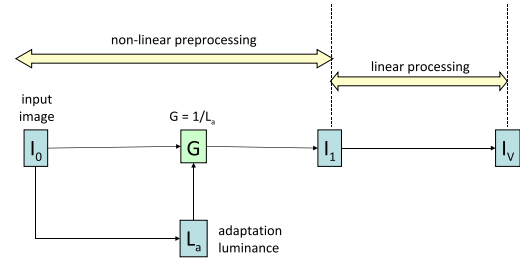 non-linear preprocessing
linear processing
input
image
G = 1/Lₐ
I₀
G
I₁
Iᵥ
Lₐ
adaptation
luminance